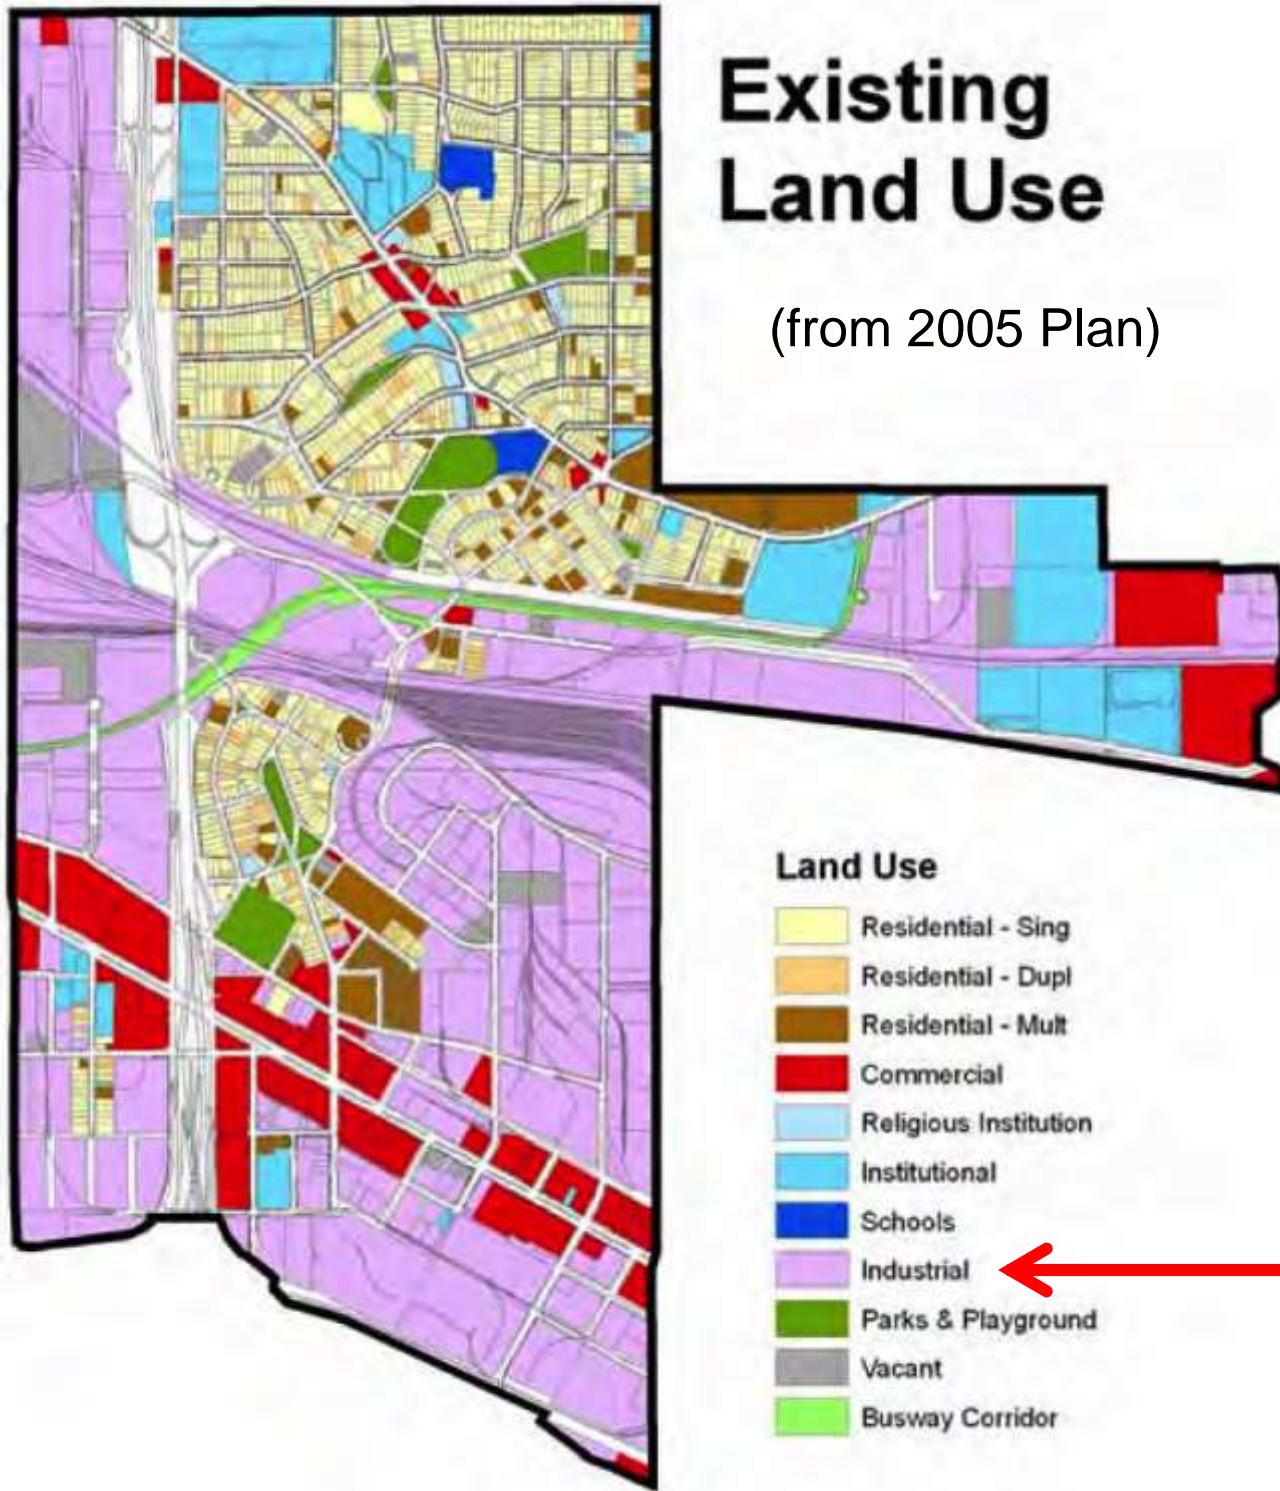 Existing
Land Use
(from 2005 Plan)
Land Use
Residential - Sing
Residential - Dupl
Residential - Mult
Commercial
Religious Institution
Institutional
Schools
Industrial
Parks & Playground
Vacant
Busway Corridor